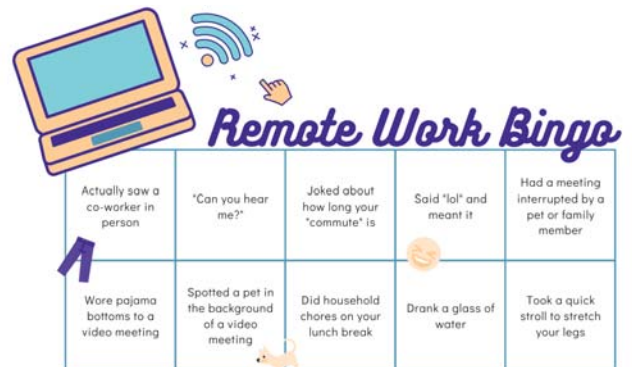 Remote Work Bingo
Actually saw a
co-worker in
person
"Can you hear
me?"
Joked about
how long your
"commute" is
Said "lol" and
meant it
Had a meeting
interrupted by a
pet or family
member
Wore pajama
bottoms to a
video meeting
Spotted a pet in
the background
of a video
meeting
Did household
chores on your
lunch break
Drank a glass of
water
Took a quick
stroll to stretch
your legs